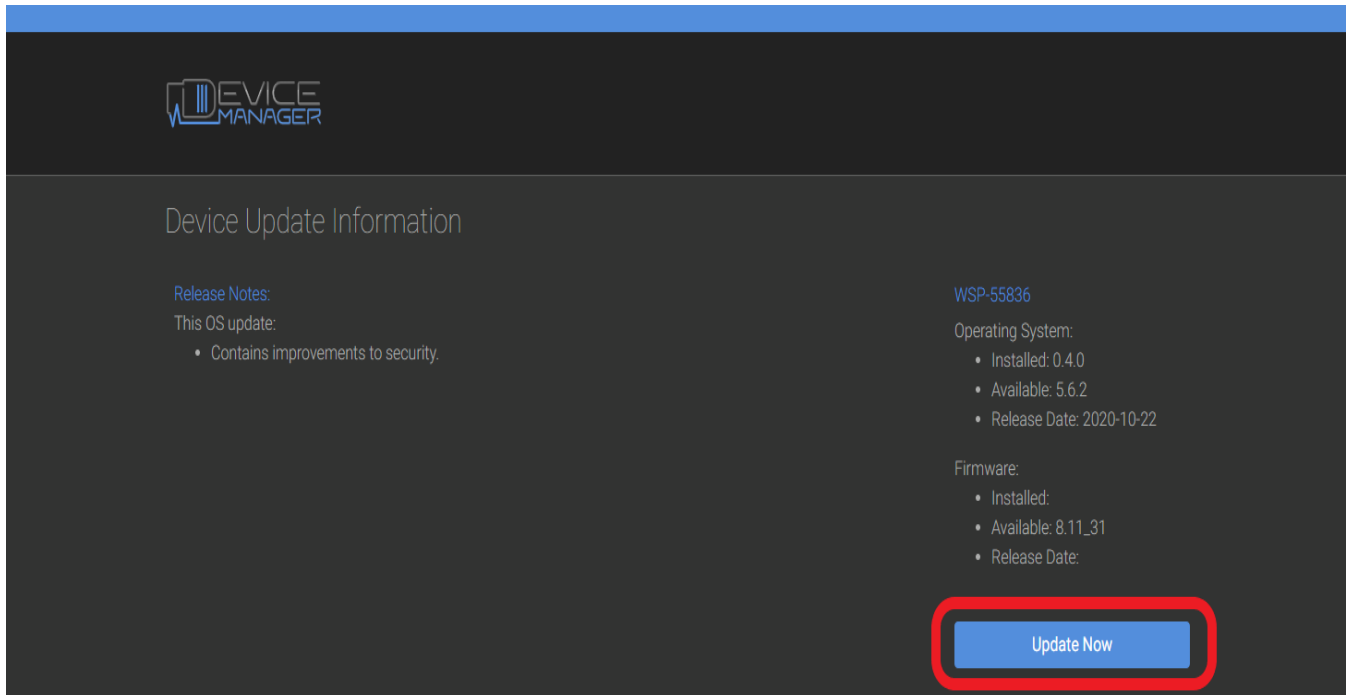 DEVICE
MANAGER
Device Update Information
Release Notes:
This OS update:
• Contains improvements to security.
WSP-55836
Operating System:
• Installed: 0.4.0
• Available: 5.6.2
• Release Date: 2020-10-22
Firmware:
• Installed:
• Available: 8.11_31
• Release Date:
Update Now